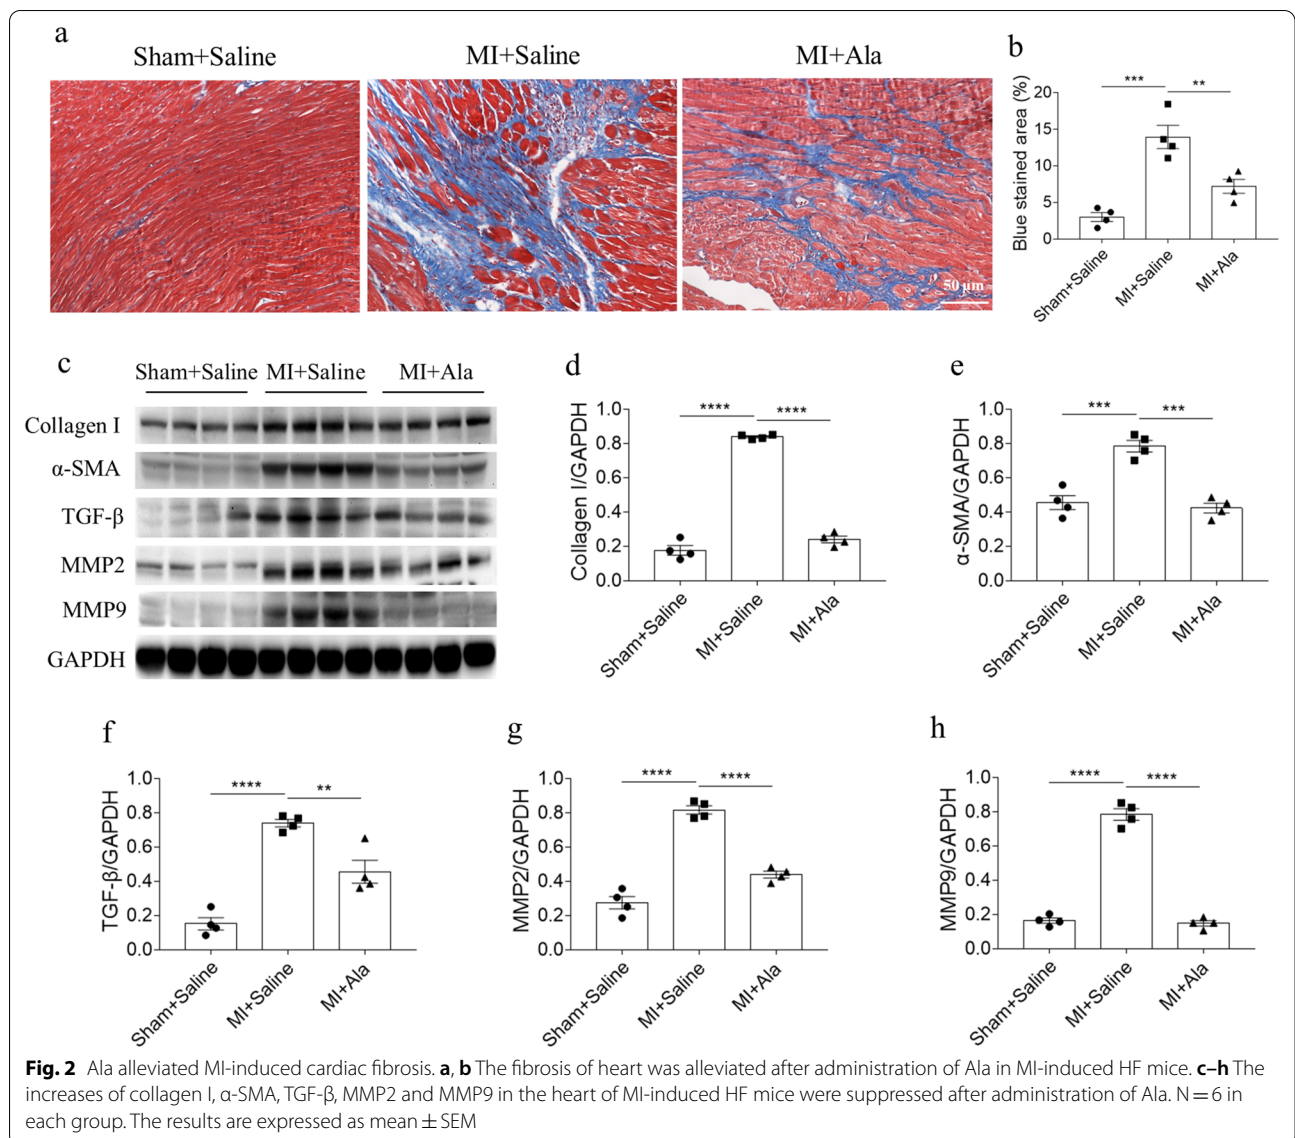 a
Sham+Saline
MI+Saline
MI+Ala
50 μm
b
Blue stained area (%)
20
15
10
5
0
***
**
Sham+Saline
MI+Saline
MI+Ala
c
Sham+Saline
MI+Saline
MI+Ala
Collagen I
α-SMA
TGF-β
MMP2
MMP9
GAPDH
d
Collagen I/GAPDH
1.0
0.8
0.6
0.4
0.2
0.0
****
****
Sham+Saline
MI+Saline
MI+Ala
e
α-SMA/GAPDH
1.0
0.8
0.6
0.4
0.2
0.0
***
***
Sham+Saline
MI+Saline
MI+Ala
f
TGF-β/GAPDH
1.0
0.8
0.6
0.4
0.2
0.0
****
**
Sham+Saline
MI+Saline
MI+Ala
g
MMP2/GAPDH
1.0
0.8
0.6
0.4
0.2
0.0
****
****
Sham+Saline
MI+Saline
MI+Ala
h
MMP9/GAPDH
1.0
0.8
0.6
0.4
0.2
0.0
****
****
Sham+Saline
MI+Saline
MI+Ala
Fig. 2 Ala alleviated MI-induced cardiac fibrosis. a, b The fibrosis of heart was alleviated after administration of Ala in MI-induced HF mice. c–h The
increases of collagen I, α-SMA, TGF-β, MMP2 and MMP9 in the heart of MI-induced HF mice were suppressed after administration of Ala. N = 6 in
each group. The results are expressed as mean ± SEM